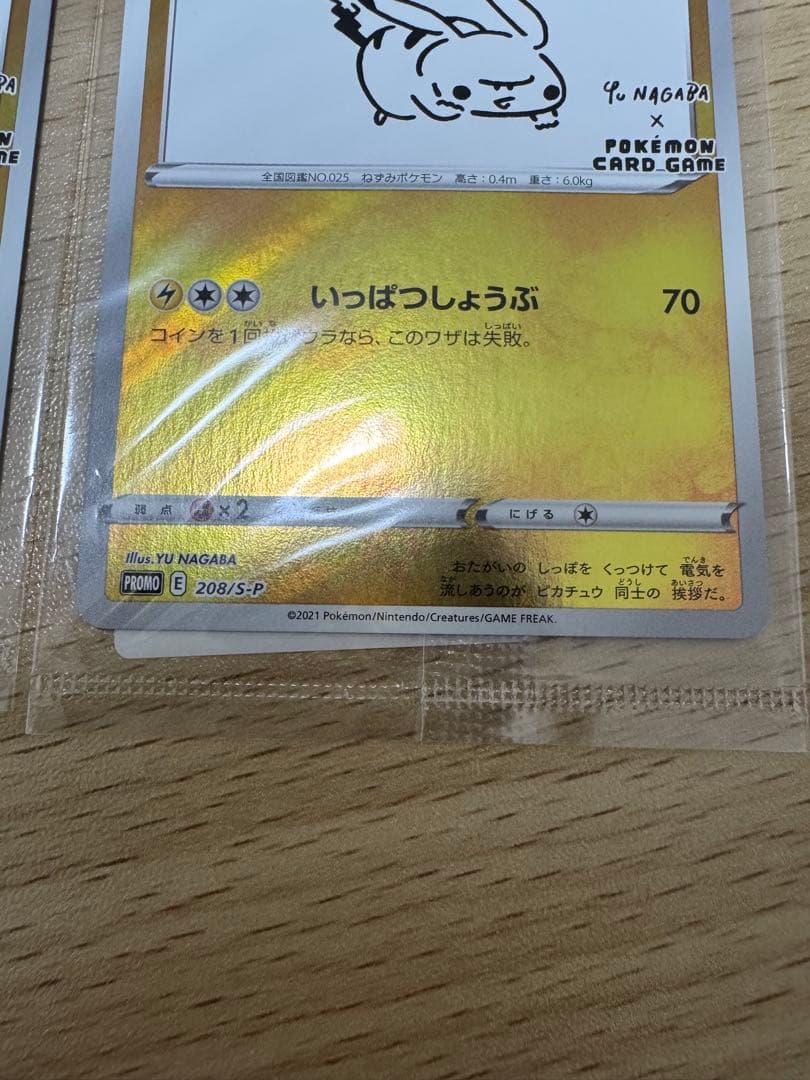 PA
N
ME
Yu NAGABA
×
POKÉMON
CARD GAME
全国図鑑NO.025 ねずみポケモン 高さ:0.4m 重さ:6.0kg
いっぱつしょうぶ 70
コインを1回 ウラなら、このワザは失敗。
弱点 ×2
にげる
Illus.YU NAGABA
PROMO E 208/S-P
おたがいの しっぽを くっつけて 電気を
流しあうのが ピカチュウ 同士の 挨拶だ。
©2021 Pokémon/Nintendo/Creatures/GAME FREAK.